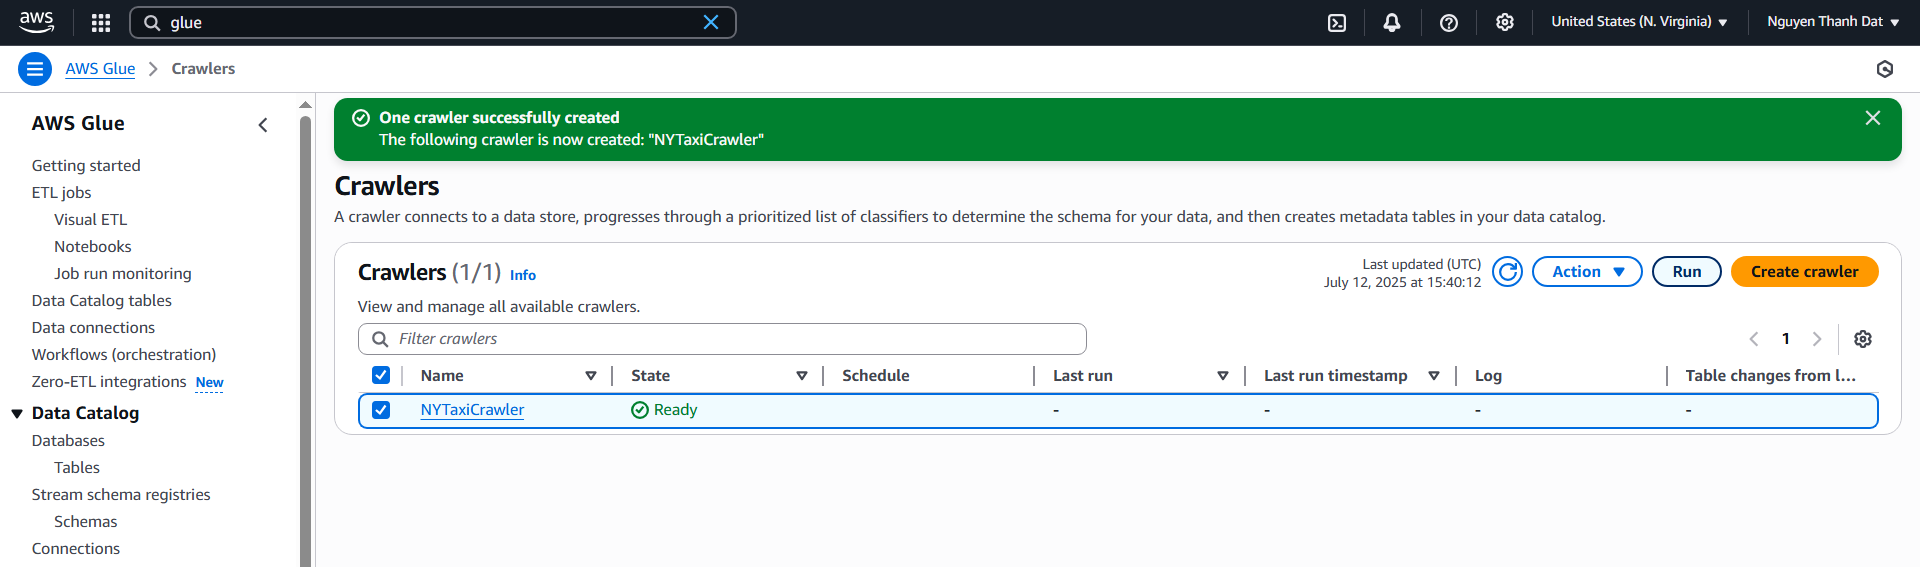 aws
glue
United States (N. Virginia)
Nguyen Thanh Dat
AWS Glue
Crawlers
AWS Glue
Getting started
ETL jobs
Visual ETL
Notebooks
Job run monitoring
Data Catalog tables
Data connections
Workflows (orchestration)
Zero-ETL integrations New
Data Catalog
Databases
Tables
Stream schema registries
Schemas
Connections
One crawler successfully created
The following crawler is now created: "NYTaxiCrawler"
Crawlers
A crawler connects to a data store, progresses through a prioritized list of classifiers to determine the schema for your data, and then creates metadata tables in your data catalog.
Crawlers (1/1) Info
Last updated (UTC)
July 12, 2025 at 15:40:12
Action
Run
Create crawler
View and manage all available crawlers.
Filter crawlers
1
Name State Schedule Last run Last run timestamp Log Table changes from l...
NYTaxiCrawler Ready - - - -